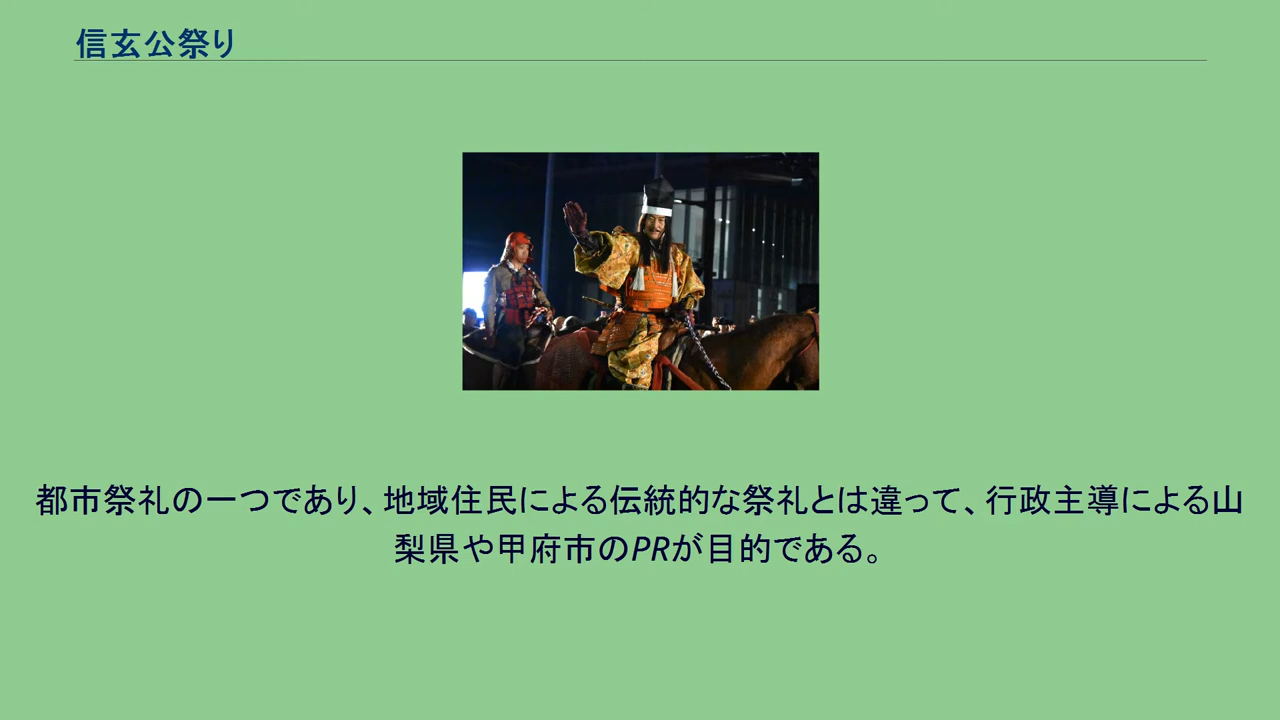 信玄公祭り
都市祭礼の一つであり、地域住民による伝統的な祭礼とは違って、行政主導による山
梨県や甲府市のPRが目的である。